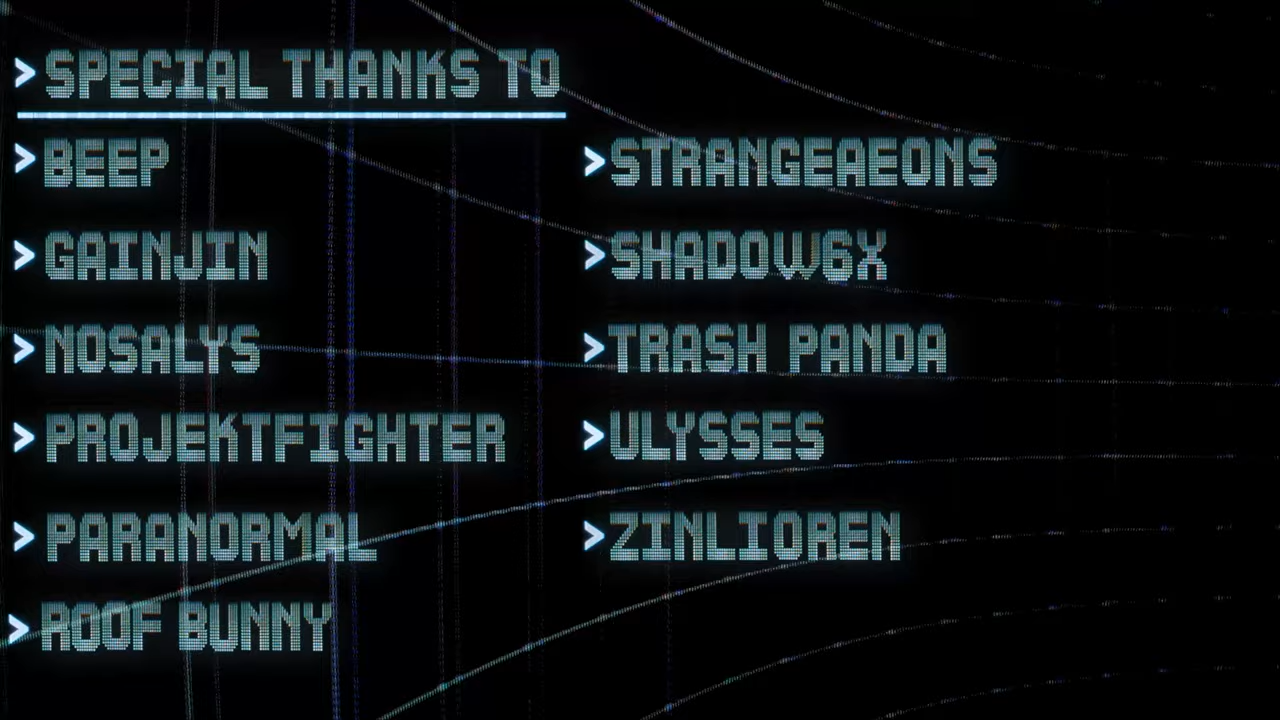 >SPECIAL THANKS TO
>BEEP
>GAINJIN
>NOSALYS
>PROJEKTFIGHTER
>PARANORMAL
>ROOF BUNNY
>STRANGEAEONS
>SHADOW6X
>TRASH PANDA
>ULYSSES
>ZINLIOREN